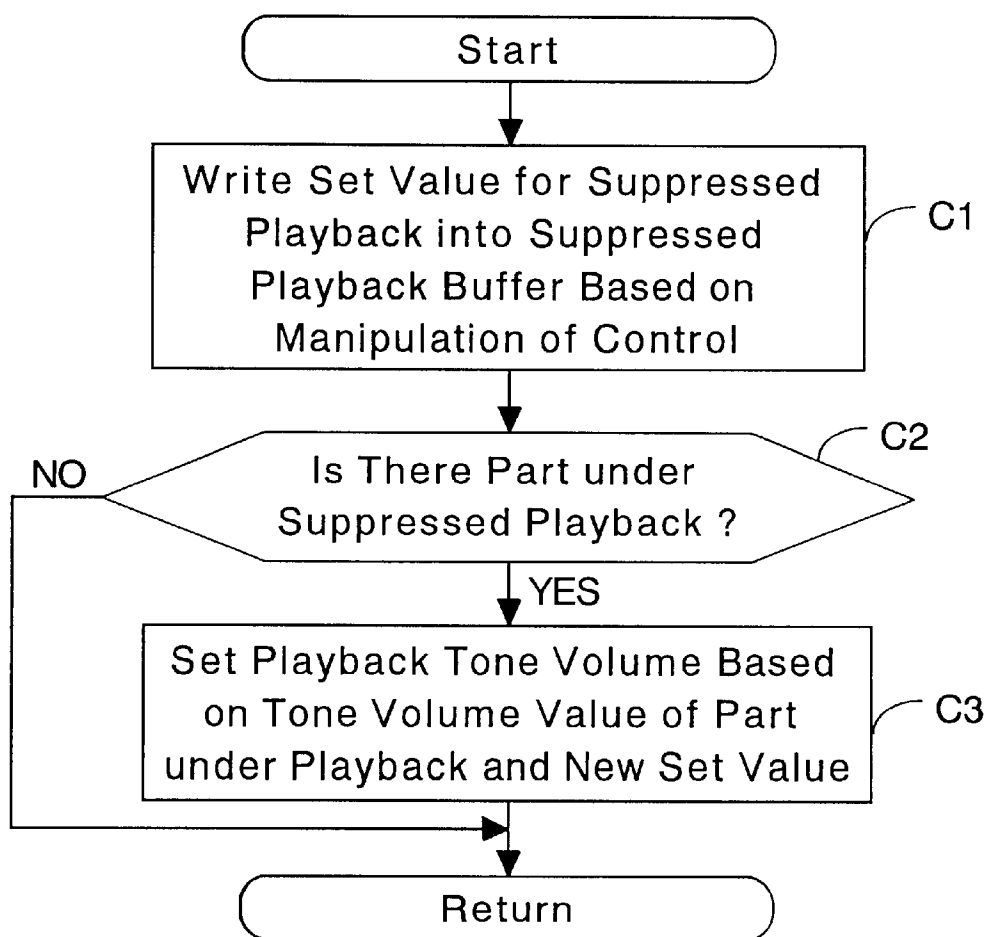 Start
Write Set Value for Suppressed
Playback into Suppressed
Playback Buffer Based on
Manipulation of Control
C1
Is There Part under
Suppressed Playback ?
C2
NO
YES
Set Playback Tone Volume Based
on Tone Volume Value of Part
under Playback and New Set Value
C3
Return